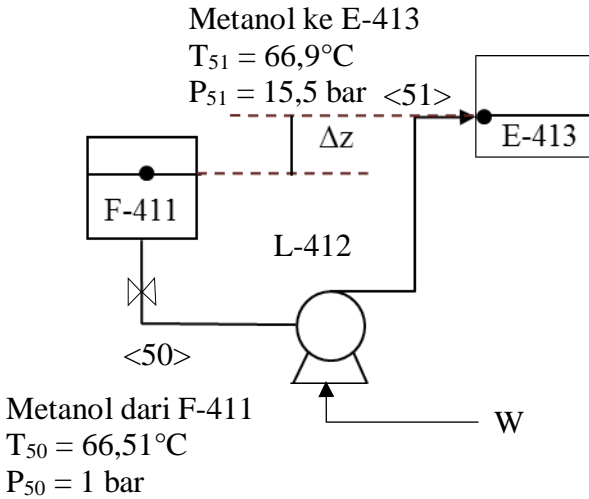 Metanol ke E-413
T₅₁ = 66,9°C
P₅₁ = 15,5 bar <51>
Δz
E-413
F-411
L-412
<50>
Metanol dari F-411
T₅₀ = 66,51°C
P₅₀ = 1 bar
W